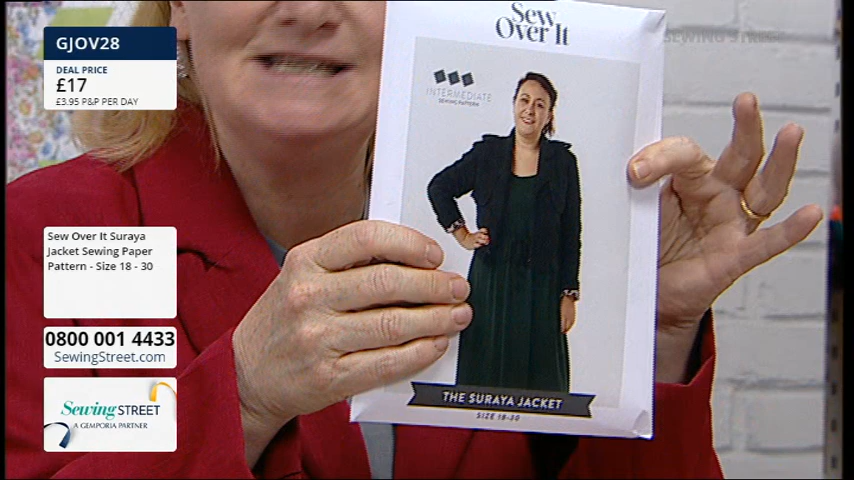 GJOV28
DEAL PRICE
£17
£3.95 P&P PER DAY
Sew Over It Suraya
Jacket Sewing Paper
Pattern - Size 18 - 30
0800 001 4433
SewingStreet.com
Sewing STREET
A GEMPORIA PARTNER
Sew
Over It
INTERMEDIATE
SEWING PATTERN
THE SURAYA JACKET
SIZE 18-30
SEWING STREET